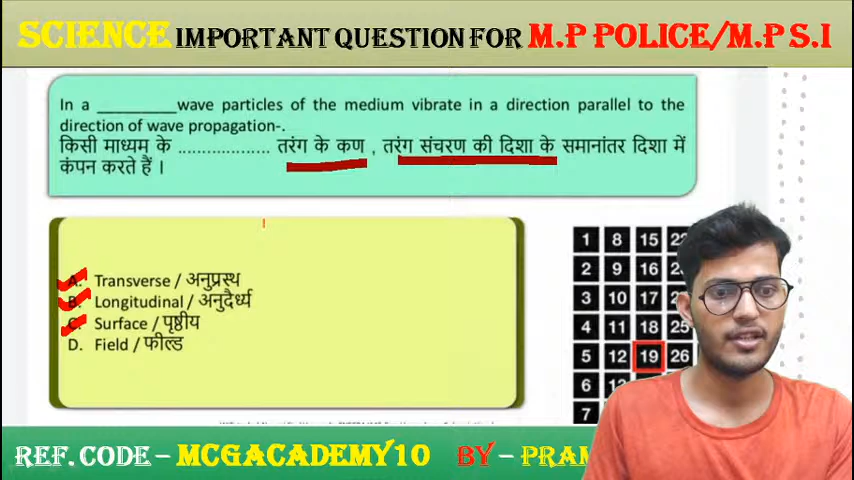 SCIENCE IMPORTANT QUESTION FOR M.P POLICE/M.P S.I
In a _________wave particles of the medium vibrate in a direction parallel to the
direction of wave propagation-.
किसी माध्यम के ................... तरंग के कण , तरंग संचरण की दिशा के समानांतर दिशा में
कंपन करते हैं ।
A. Transverse / अनुप्रस्थ
B. Longitudinal / अनुदैर्ध्य
C. Surface / पृष्ठीय
D. Field / फील्ड
1 8 15
2 9 16
3 10 17
4 11 18 25
5 12 19 26
6
7
REF. CODE – MCGACADEMY10 BY – PRAM